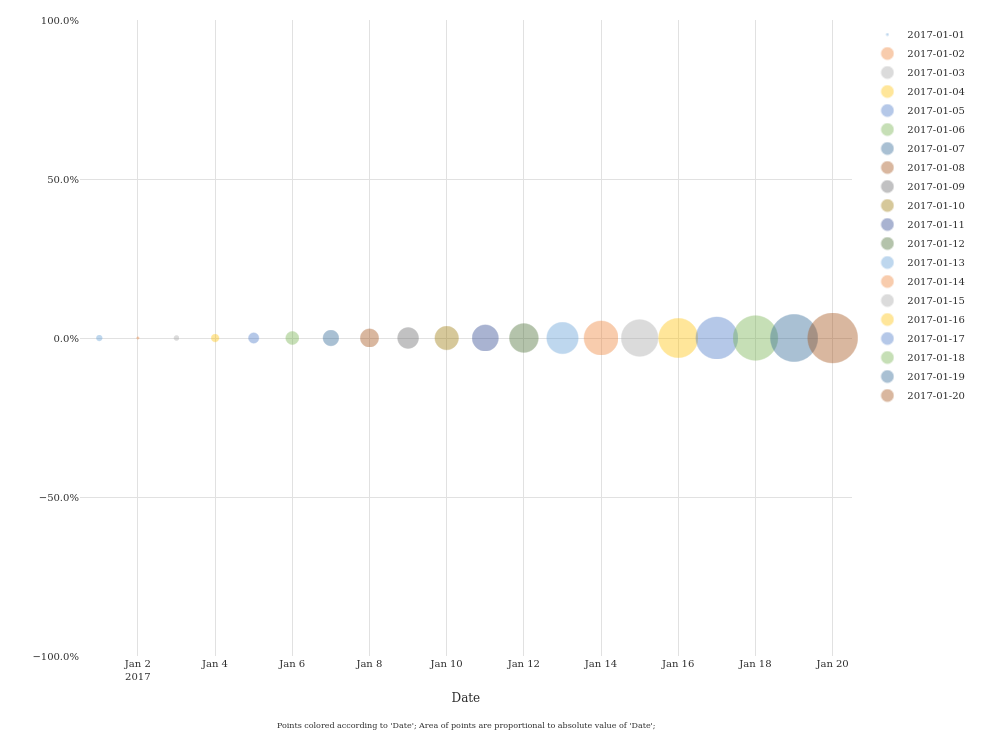 100.0%
50.0%
0.0%
−50.0%
−100.0%
Jan 2
2017
Jan 4
Jan 6
Jan 8
Jan 10
Jan 12
Jan 14
Jan 16
Jan 18
Jan 20
Date
Points colored according to 'Date'; Area of points are proportional to absolute value of 'Date';
2017-01-01
2017-01-02
2017-01-03
2017-01-04
2017-01-05
2017-01-06
2017-01-07
2017-01-08
2017-01-09
2017-01-10
2017-01-11
2017-01-12
2017-01-13
2017-01-14
2017-01-15
2017-01-16
2017-01-17
2017-01-18
2017-01-19
2017-01-20